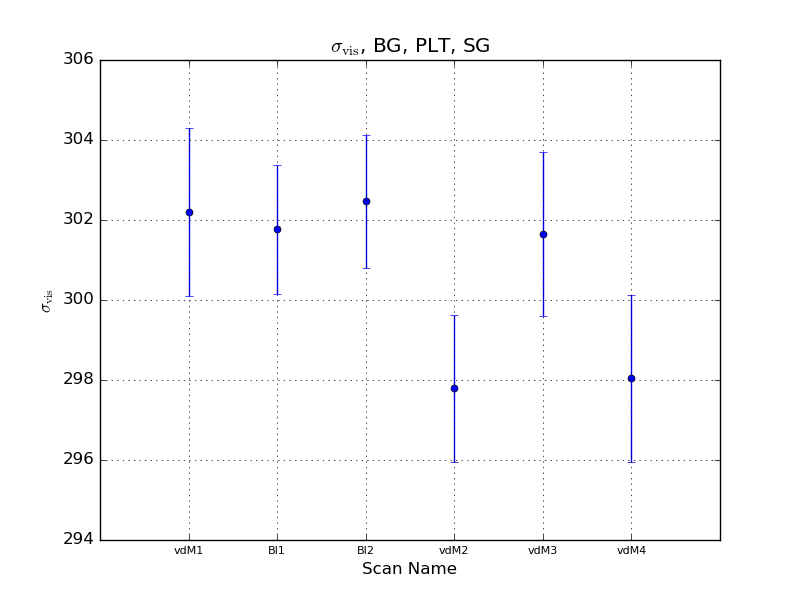 σvis, BG, PLT, SG
306
304
302
300
298
296
294
σvis
vdM1 BI1 BI2 vdM2 vdM3 vdM4
Scan Name